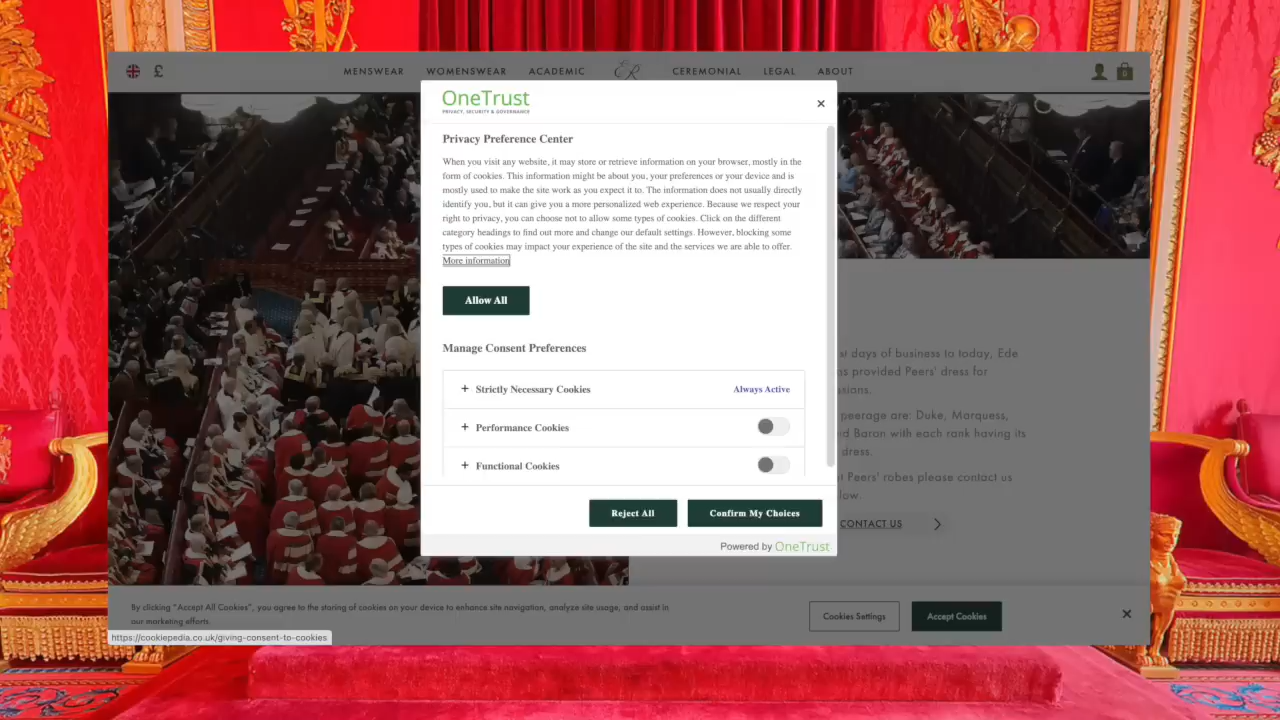 £
MENSWEAR WOMENSWEAR ACADEMIC ER CEREMONIAL LEGAL ABOUT
0
OneTrust
PRIVACY, SECURITY & GOVERNANCE
Privacy Preference Center
When you visit any website, it may store or retrieve information on your browser, mostly in the
form of cookies. This information might be about you, your preferences or your device and is
mostly used to make the site work as you expect it to. The information does not usually directly
identify you, but it can give you a more personalized web experience. Because we respect your
right to privacy, you can choose not to allow some types of cookies. Click on the different
category headings to find out more and change our default settings. However, blocking some
types of cookies may impact your experience of the site and the services we are able to offer.
More information
Allow All
Manage Consent Preferences
+ Strictly Necessary Cookies Always Active
+ Performance Cookies
+ Functional Cookies
Reject All Confirm My Choices
Powered by OneTrust
days of business to today, Ede
provided Peers' dress for
peerage are: Duke, Marquess,
Baron with each rank having its
dress.
Peers' robes please contact us
CONTACT US
By clicking "Accept All Cookies", you agree to the storing of cookies on your device to enhance site navigation, analyze site usage, and assist in
our marketing efforts.
Cookies Settings Accept Cookies
https://cookiepedia.co.uk/giving-consent-to-cookies